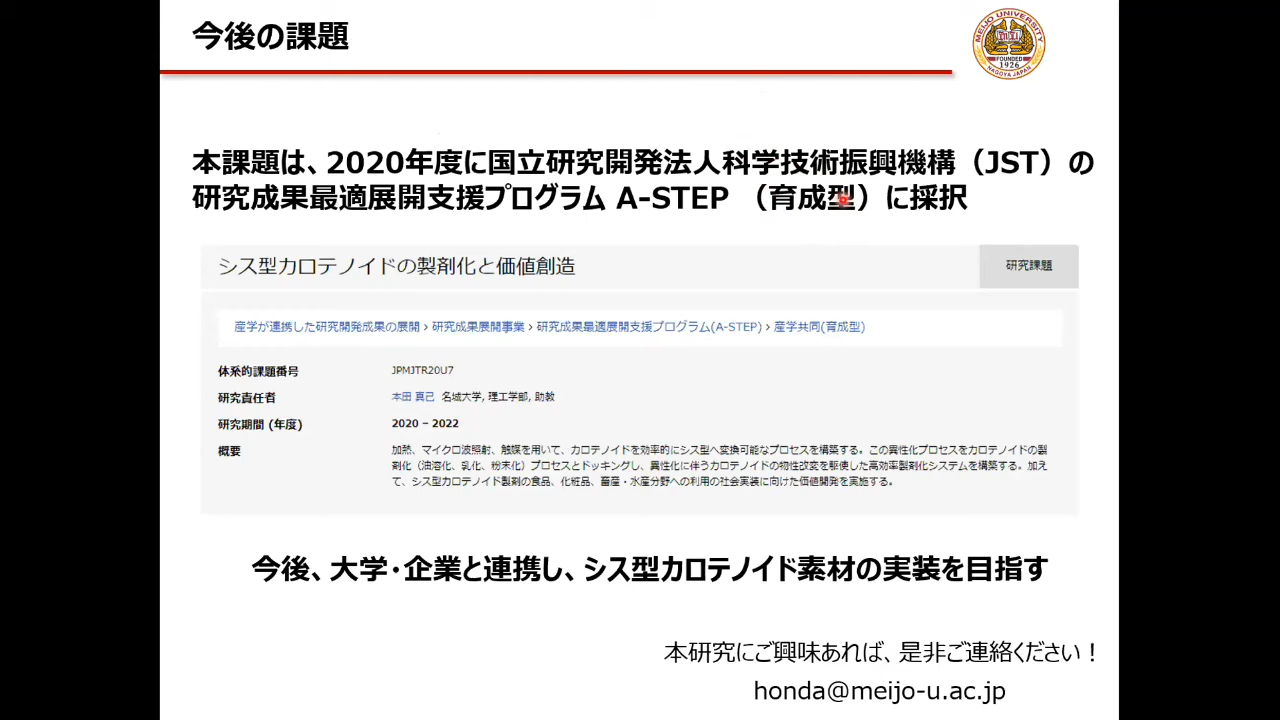 今後の課題
MEIJO UNIVERSITY
FOUNDED
1926
NAGOYA JAPAN
本課題は、2020年度に国立研究開発法人科学技術振興機構（JST）の
研究成果最適展開支援プログラム A-STEP （育成型）に採択
シス型カロテノイドの製剤化と価値創造
研究課題
産学が連携した研究開発成果の展開 › 研究成果展開事業 › 研究成果最適展開支援プログラム(A-STEP) › 産学共同(育成型)
体系的課題番号 JPMJTR20U7
研究責任者 本田 真己 名城大学, 理工学部, 助教
研究期間 (年度) 2020 – 2022
概要 加熱、マイクロ波照射、触媒を用いて、カロテノイドを効率的にシス型へ変換可能なプロセスを構築する。この異性化プロセスをカロテノイドの製
剤化（油溶化、乳化、粉末化）プロセスとドッキングし、異性化に伴うカロテノイドの物性改変を駆使した高効率製剤化システムを構築する。加え
て、シス型カロテノイド製剤の食品、化粧品、畜産・水産分野への利用の社会実装に向けた価値開発を実施する。
今後、大学・企業と連携し、シス型カロテノイド素材の実装を目指す
本研究にご興味あれば、是非ご連絡ください！
honda@meijo-u.ac.jp